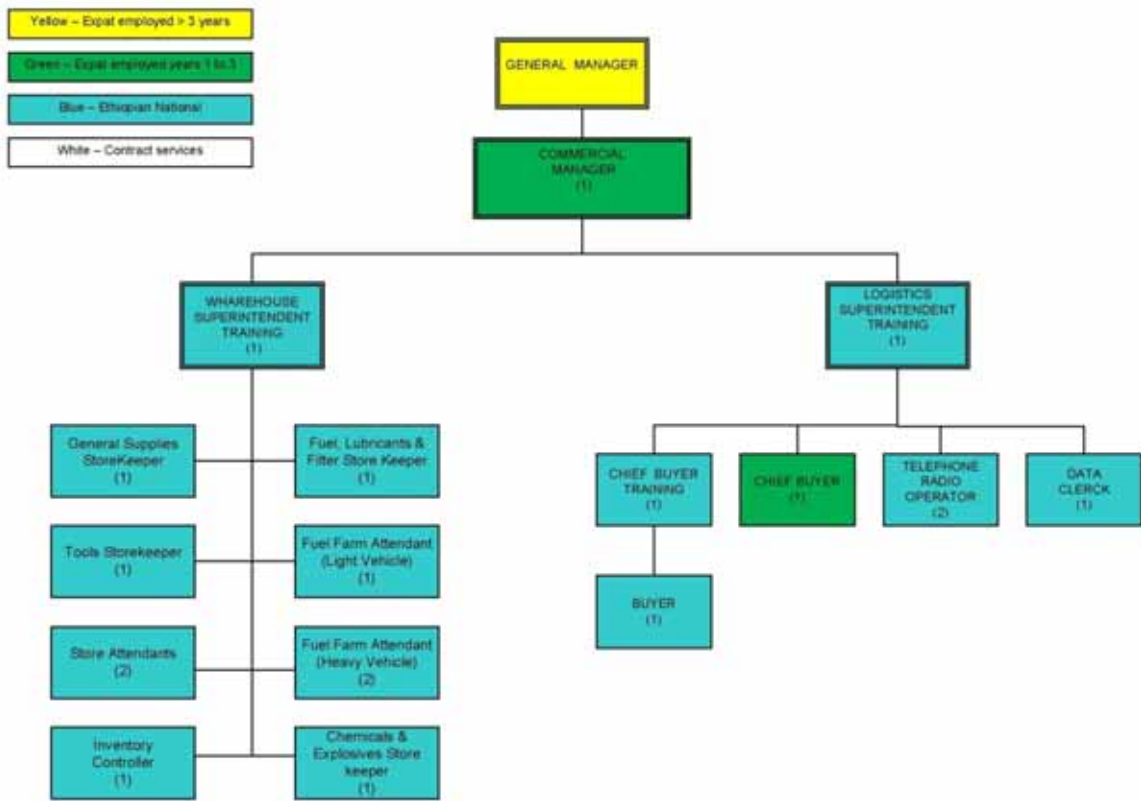 Yellow – Expat employed > 3 years
Green – Expat employed years 1 to 3
Blue – Ethiopian National
White – Contract services
GENERAL MANAGER
COMMERCIAL
MANAGER
(1)
WHAREHOUSE
SUPERINTENDENT
TRAINING
(1)
LOGISTICS
SUPERINTENDENT
TRAINING
(1)
General Supplies
StoreKeeper
(1)
Fuel, Lubricants &
Filter Store Keeper
(1)
Tools Storekeeper
(1)
Fuel Farm Attendant
(Light Vehicle)
(1)
Store Attendants
(2)
Fuel Farm Attendant
(Heavy Vehicle)
(2)
Inventory
Controller
(1)
Chemicals &
Explosives Store
keeper
(1)
CHIEF BUYER
TRAINING
(1)
CHIEF BUYER
(1)
TELEPHONE
RADIO
OPERATOR
(2)
DATA
CLERCK
(1)
BUYER
(1)